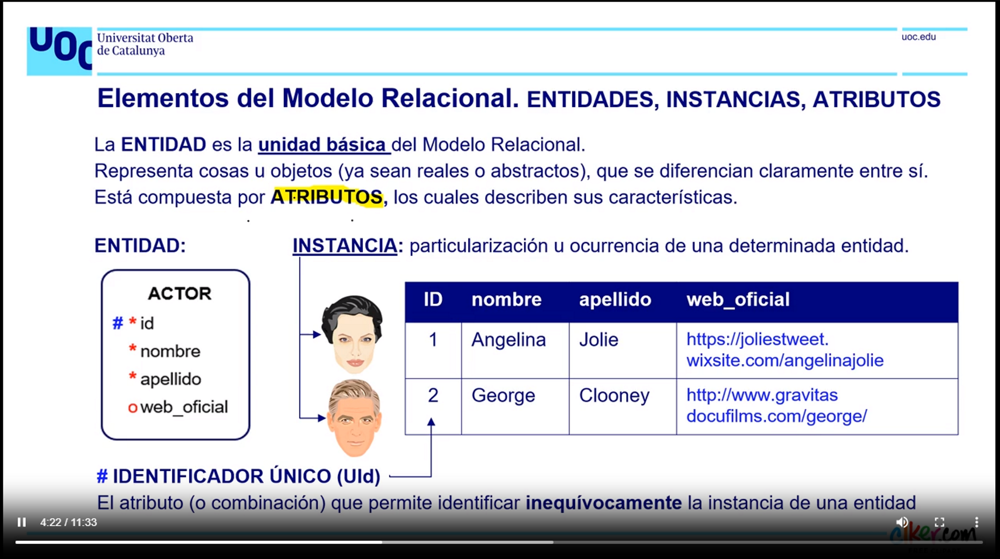 UOC
Universitat Oberta
de Catalunya
uoc.edu
Elementos del Modelo Relacional. ENTIDADES, INSTANCIAS, ATRIBUTOS
La ENTIDAD es la unidad básica del Modelo Relacional.
Representa cosas u objetos (ya sean reales o abstractos), que se diferencian claramente entre sí.
Está compuesta por ATRIBUTOS, los cuales describen sus características.
ENTIDAD:
INSTANCIA: particularización u ocurrencia de una determinada entidad.
ACTOR
# * id
* nombre
* apellido
o web_oficial
ID nombre apellido web_oficial
1 Angelina Jolie https://joliestweet.
wixsite.com/angelinajolie
2 George Clooney http://www.gravitas
docufilms.com/george/
# IDENTIFICADOR ÚNICO (UId)
El atributo (o combinación) que permite identificar inequívocamente la instancia de una entidad
4:22 / 11:33
clker.com
FREE CLIPART